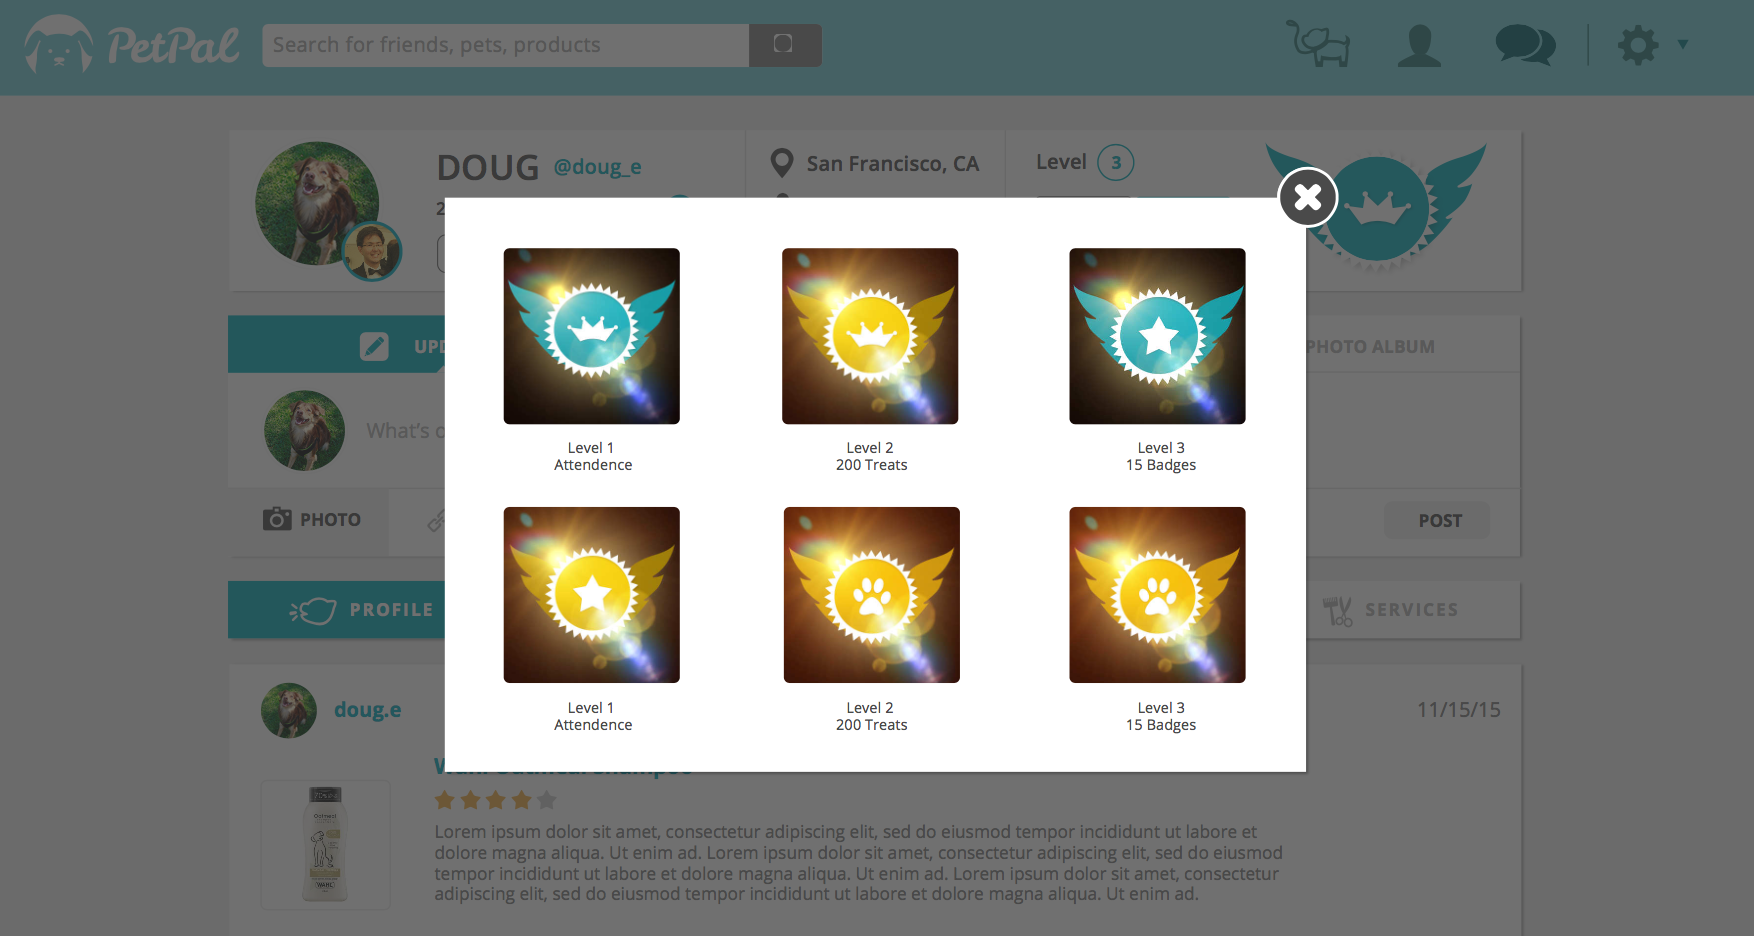 PetPal
Search for friends, pets, products
DOUG @doug_e
San Francisco, CA
Level 3
2
PHOTO ALBUM
What's
PHOTO
POST
Level 1
Attendence
Level 2
200 Treats
Level 3
15 Badges
Level 1
Attendence
Level 2
200 Treats
Level 3
15 Badges
PROFILE
SERVICES
doug.e
11/15/15
Oatmeal
WAHL
Lorem ipsum dolor sit amet, consectetur adipiscing elit, sed do eiusmod tempor incididunt ut labore et
dolore magna aliqua. Ut enim ad. Lorem ipsum dolor sit amet, consectetur adipiscing elit, sed do eiusmod
tempor incididunt ut labore et dolore magna aliqua. Ut enim ad. Lorem ipsum dolor sit amet, consectetur
adipiscing elit, sed do eiusmod tempor incididunt ut labore et dolore magna aliqua. Ut enim ad.